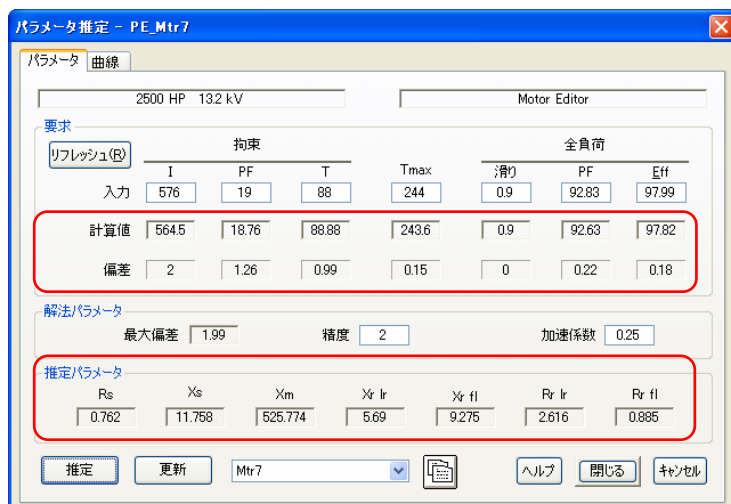 パラメータ推定 - PE_Mtr7
パラメータ 曲線
2500 HP 13.2 kV Motor Editor
要求
リフレッシュ(R) 拘束 全負荷
I PF T Tmax 滑り PF Eff
入力 576 19 88 244 0.9 92.83 97.99
計算値 564.5 18.76 88.88 243.6 0.9 92.63 97.82
偏差 2 1.26 0.99 0.15 0 0.22 0.18
解法パラメータ
最大偏差 1.99 精度 2 加速係数 0.25
推定パラメータ
Rs Xs Xm Xr lr Xr fl Rr lr Rr fl
0.762 11.758 525.774 5.69 9.275 2.616 0.885
推定 更新 Mtr7 ヘルプ 閉じる キャンセル